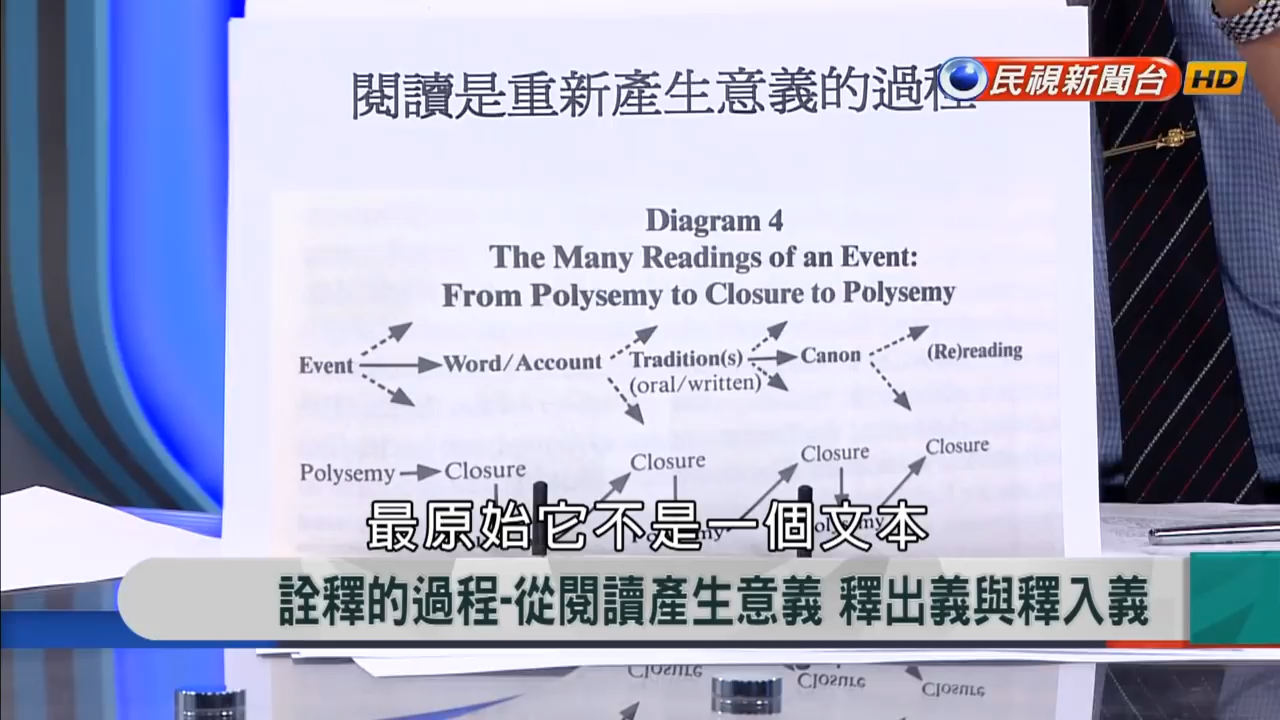 閱讀是重新產生意義的過程
民視新聞台 HD
Diagram 4
The Many Readings of an Event:
From Polysemy to Closure to Polysemy
Event Word/Account Tradition(s) Canon (Re)reading
(oral/written)
Polysemy Closure Closure Closure Closure
最原始它不是一個文本
詮釋的過程-從閱讀產生意義 釋出義與釋入義
Closure Closure Closure